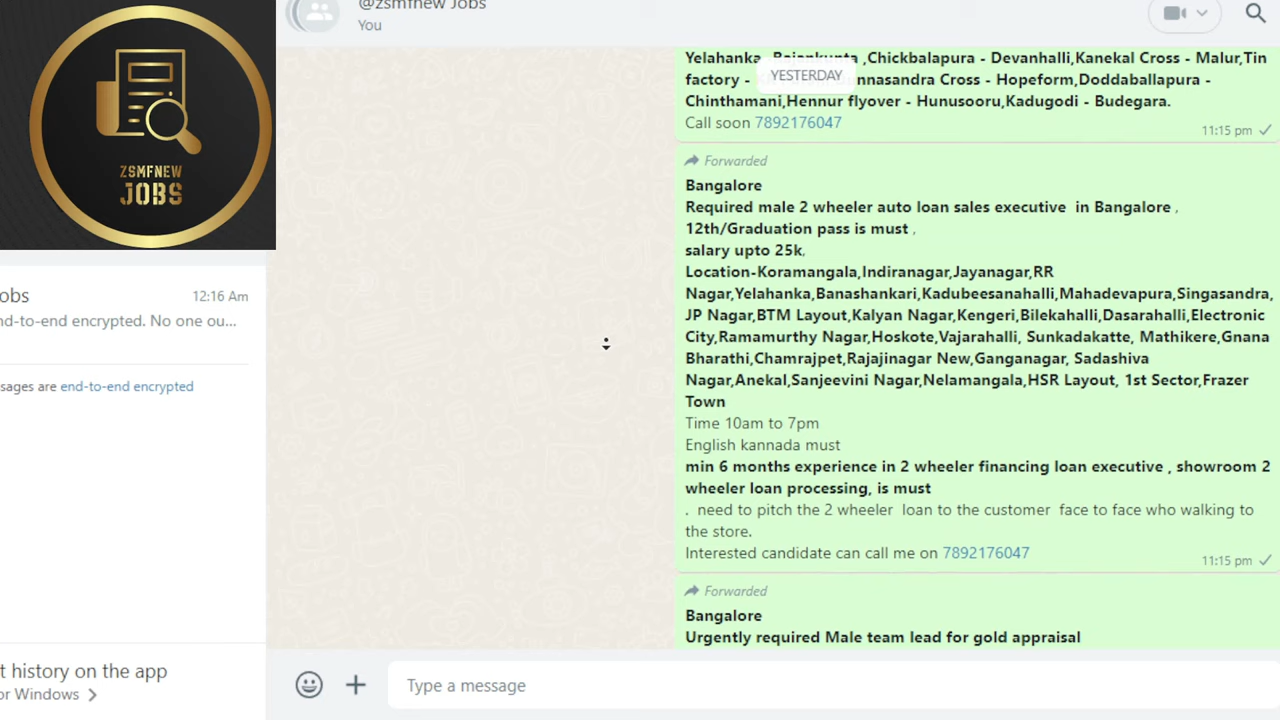 @zsmfnew Jobs
You
ZSMFNEW
JOBS
obs
12:16 Am
nd-to-end encrypted. No one ou...
sages are end-to-end encrypted
t history on the app
or Windows
YESTERDAY
Yelahanka - Rajankunta ,Chickbalapura - Devanhalli,Kanekal Cross - Malur,Tin
factory - nnasandra Cross - Hopeform,Doddaballapura -
Chinthamani,Hennur flyover - Hunusooru,Kadugodi - Budegara.
Call soon 7892176047
11:15 pm
Forwarded
Bangalore
Required male 2 wheeler auto loan sales executive in Bangalore ,
12th/Graduation pass is must ,
salary upto 25k,
Location-Koramangala,Indiranagar,Jayanagar,RR
Nagar,Yelahanka,Banashankari,Kadubeesanahalli,Mahadevapura,Singasandra,
JP Nagar,BTM Layout,Kalyan Nagar,Kengeri,Bilekahalli,Dasarahalli,Electronic
City,Ramamurthy Nagar,Hoskote,Vajarahalli, Sunkadakatte, Mathikere,Gnana
Bharathi,Chamrajpet,Rajajinagar New,Ganganagar, Sadashiva
Nagar,Anekal,Sanjeevini Nagar,Nelamangala,HSR Layout, 1st Sector,Frazer
Town
Time 10am to 7pm
English kannada must
min 6 months experience in 2 wheeler financing loan executive , showroom 2
wheeler loan processing, is must
. need to pitch the 2 wheeler loan to the customer face to face who walking to
the store.
Interested candidate can call me on 7892176047
11:15 pm
Forwarded
Bangalore
Urgently required Male team lead for gold appraisal
Type a message